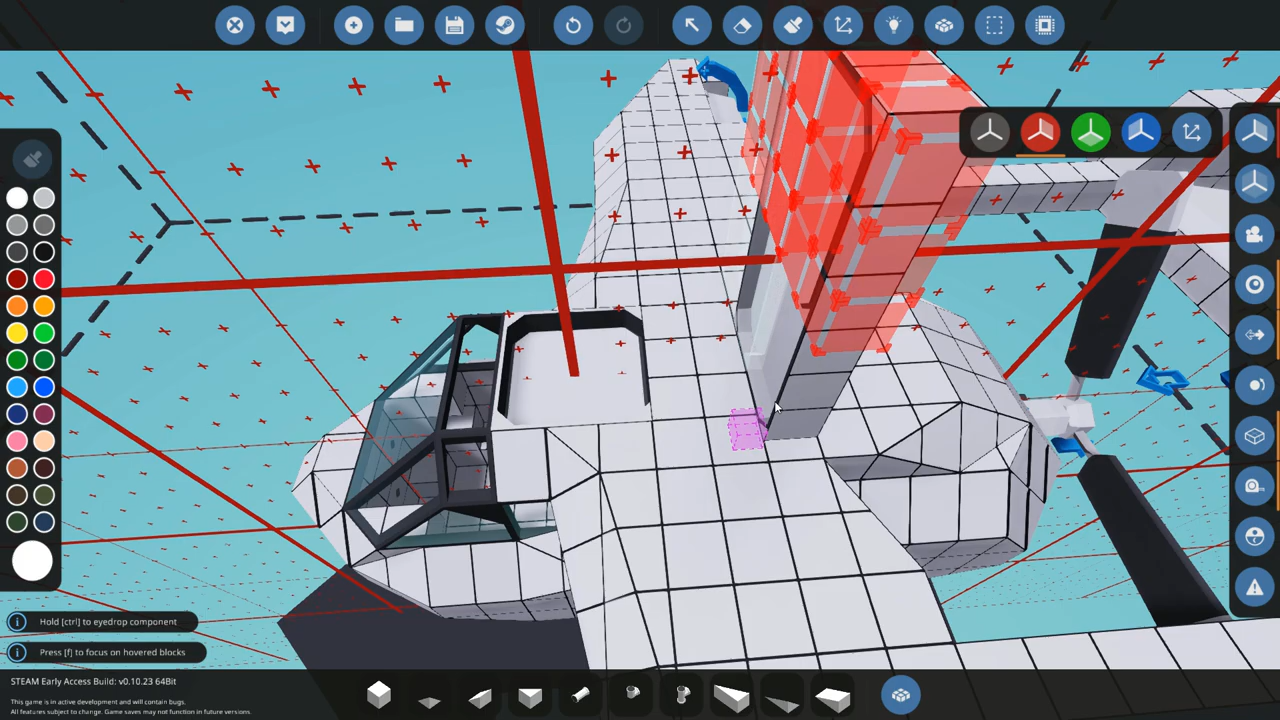 Hold [ctrl] to eyedrop component
Press [f] to focus on hovered blocks
STEAM Early Access Build: v0.10.23 64Bit
This game is in active development and will contain bugs.
All features subject to change. Game saves may not function in future versions.